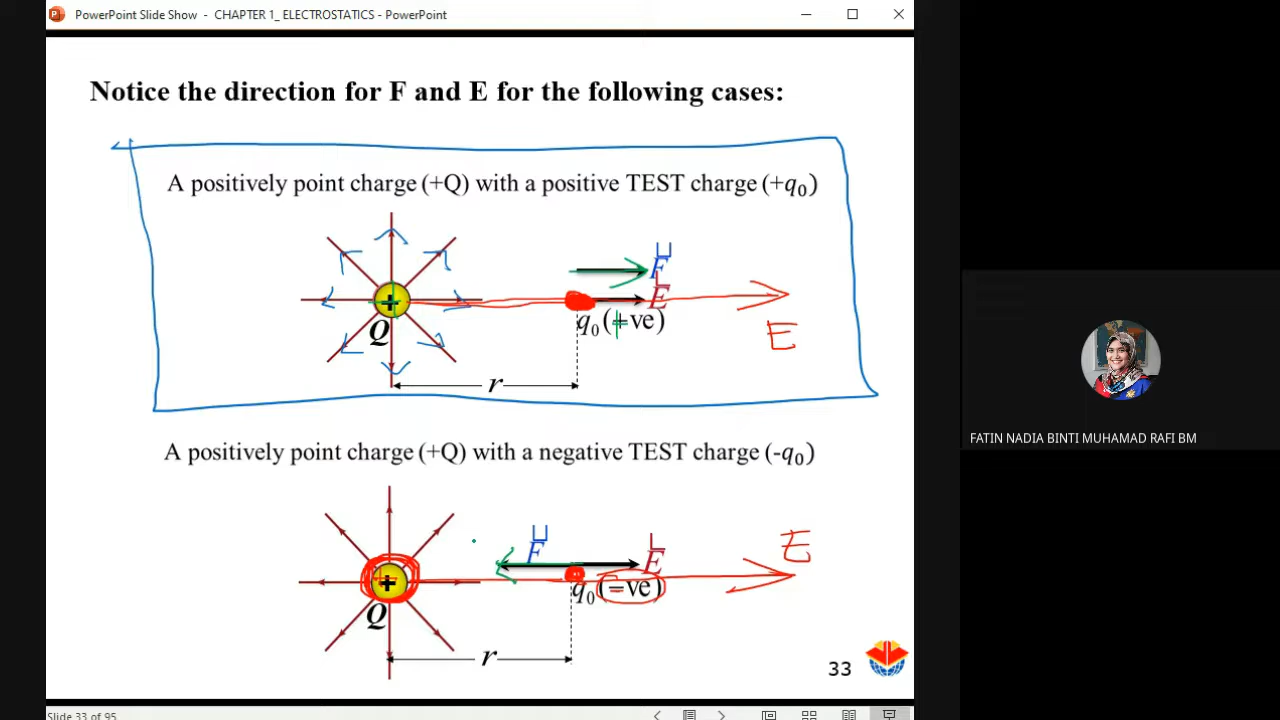 PowerPoint Slide Show - CHAPTER 1_ ELECTROSTATICS - PowerPoint
Notice the direction for F and E for the following cases:
A positively point charge (+Q) with a positive TEST charge (+q₀)
F
+
E
Q
q₀ (+ve)
E
r
A positively point charge (+Q) with a negative TEST charge (-q₀)
F
E
E
+
q₀ (−ve)
Q
r
33
FATIN NADIA BINTI MUHAMAD RAFI BM
Slide 33 of 95